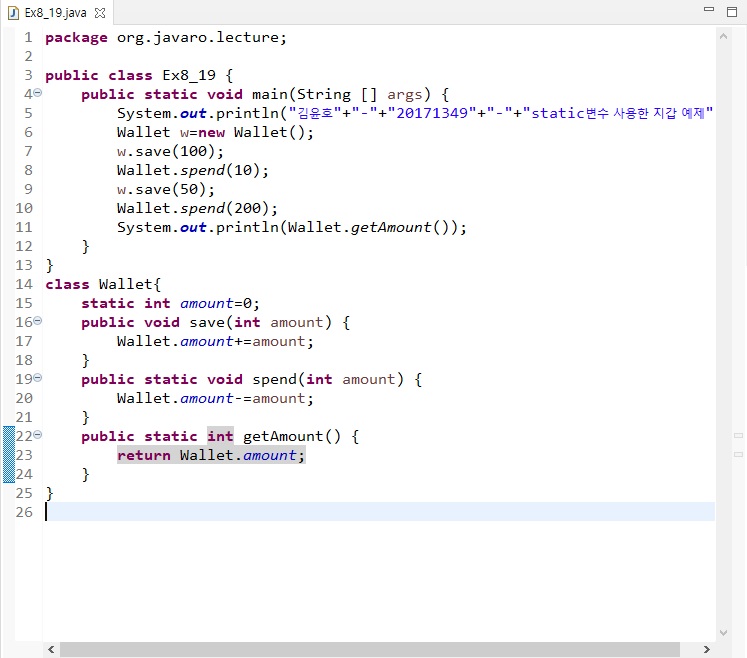 Ex8_19.java
1 package org.javaro.lecture;
2
3 public class Ex8_19 {
4 public static void main(String [] args) {
5 System.out.println("김윤호"+"-"+"20171349"+"-"+"static변수 사용한 지갑 예제"
6 Wallet w=new Wallet();
7 w.save(100);
8 Wallet.spend(10);
9 w.save(50);
10 Wallet.spend(200);
11 System.out.println(Wallet.getAmount());
12 }
13 }
14 class Wallet{
15 static int amount=0;
16 public void save(int amount) {
17 Wallet.amount+=amount;
18 }
19 public static void spend(int amount) {
20 Wallet.amount-=amount;
21 }
22 public static int getAmount() {
23 return Wallet.amount;
24 }
25 }
26